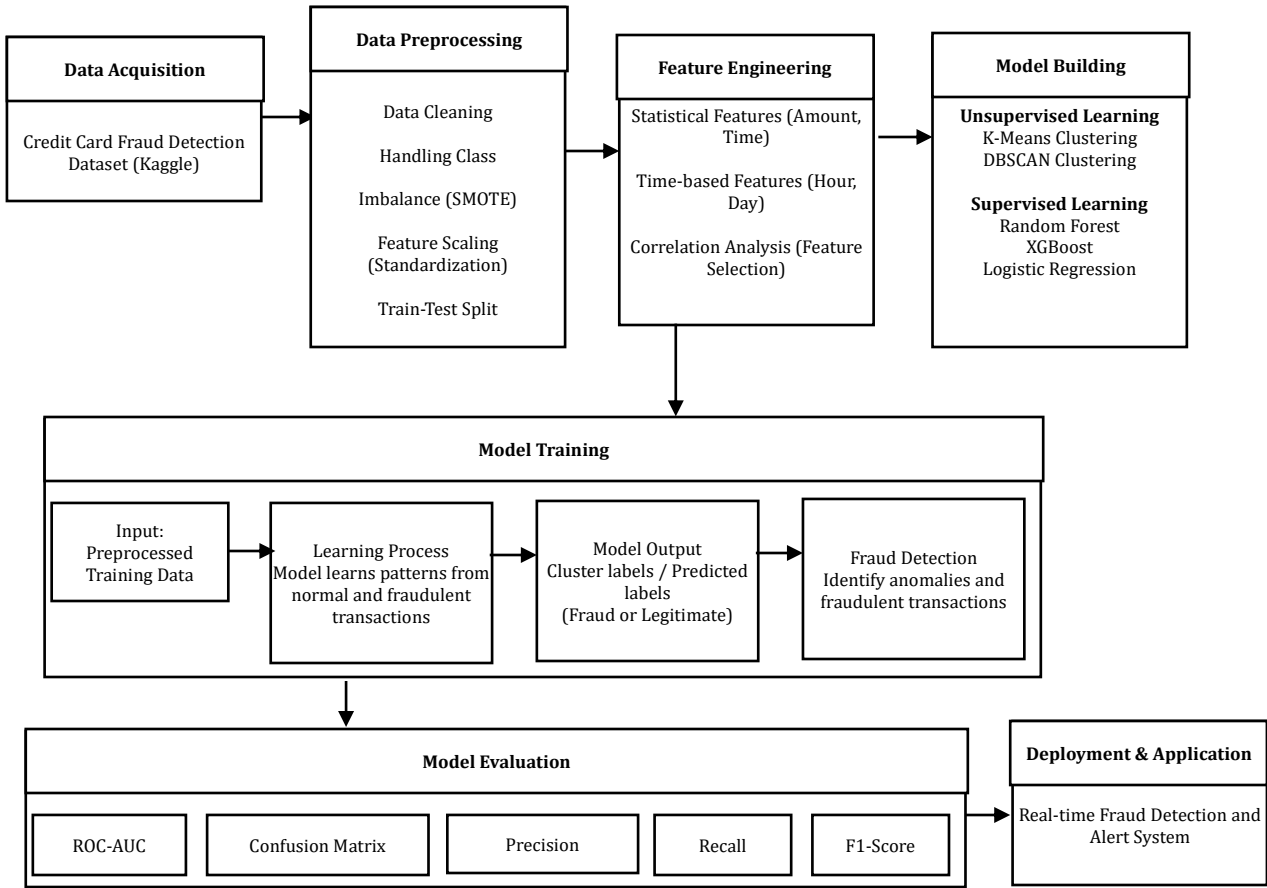 Data Acquisition
Credit Card Fraud Detection
Dataset (Kaggle)
Data Preprocessing
Data Cleaning
Handling Class
Imbalance (SMOTE)
Feature Scaling
(Standardization)
Train-Test Split
Feature Engineering
Statistical Features (Amount,
Time)
Time-based Features (Hour,
Day)
Correlation Analysis (Feature
Selection)
Model Building
Unsupervised Learning
K-Means Clustering
DBSCAN Clustering
Supervised Learning
Random Forest
XGBoost
Logistic Regression
Model Training
Input:
Preprocessed
Training Data
Learning Process
Model learns patterns from
normal and fraudulent
transactions
Model Output
Cluster labels / Predicted
labels
(Fraud or Legitimate)
Fraud Detection
Identify anomalies and
fraudulent transactions
Model Evaluation
ROC-AUC
Confusion Matrix
Precision
Recall
F1-Score
Deployment & Application
Real-time Fraud Detection and
Alert System